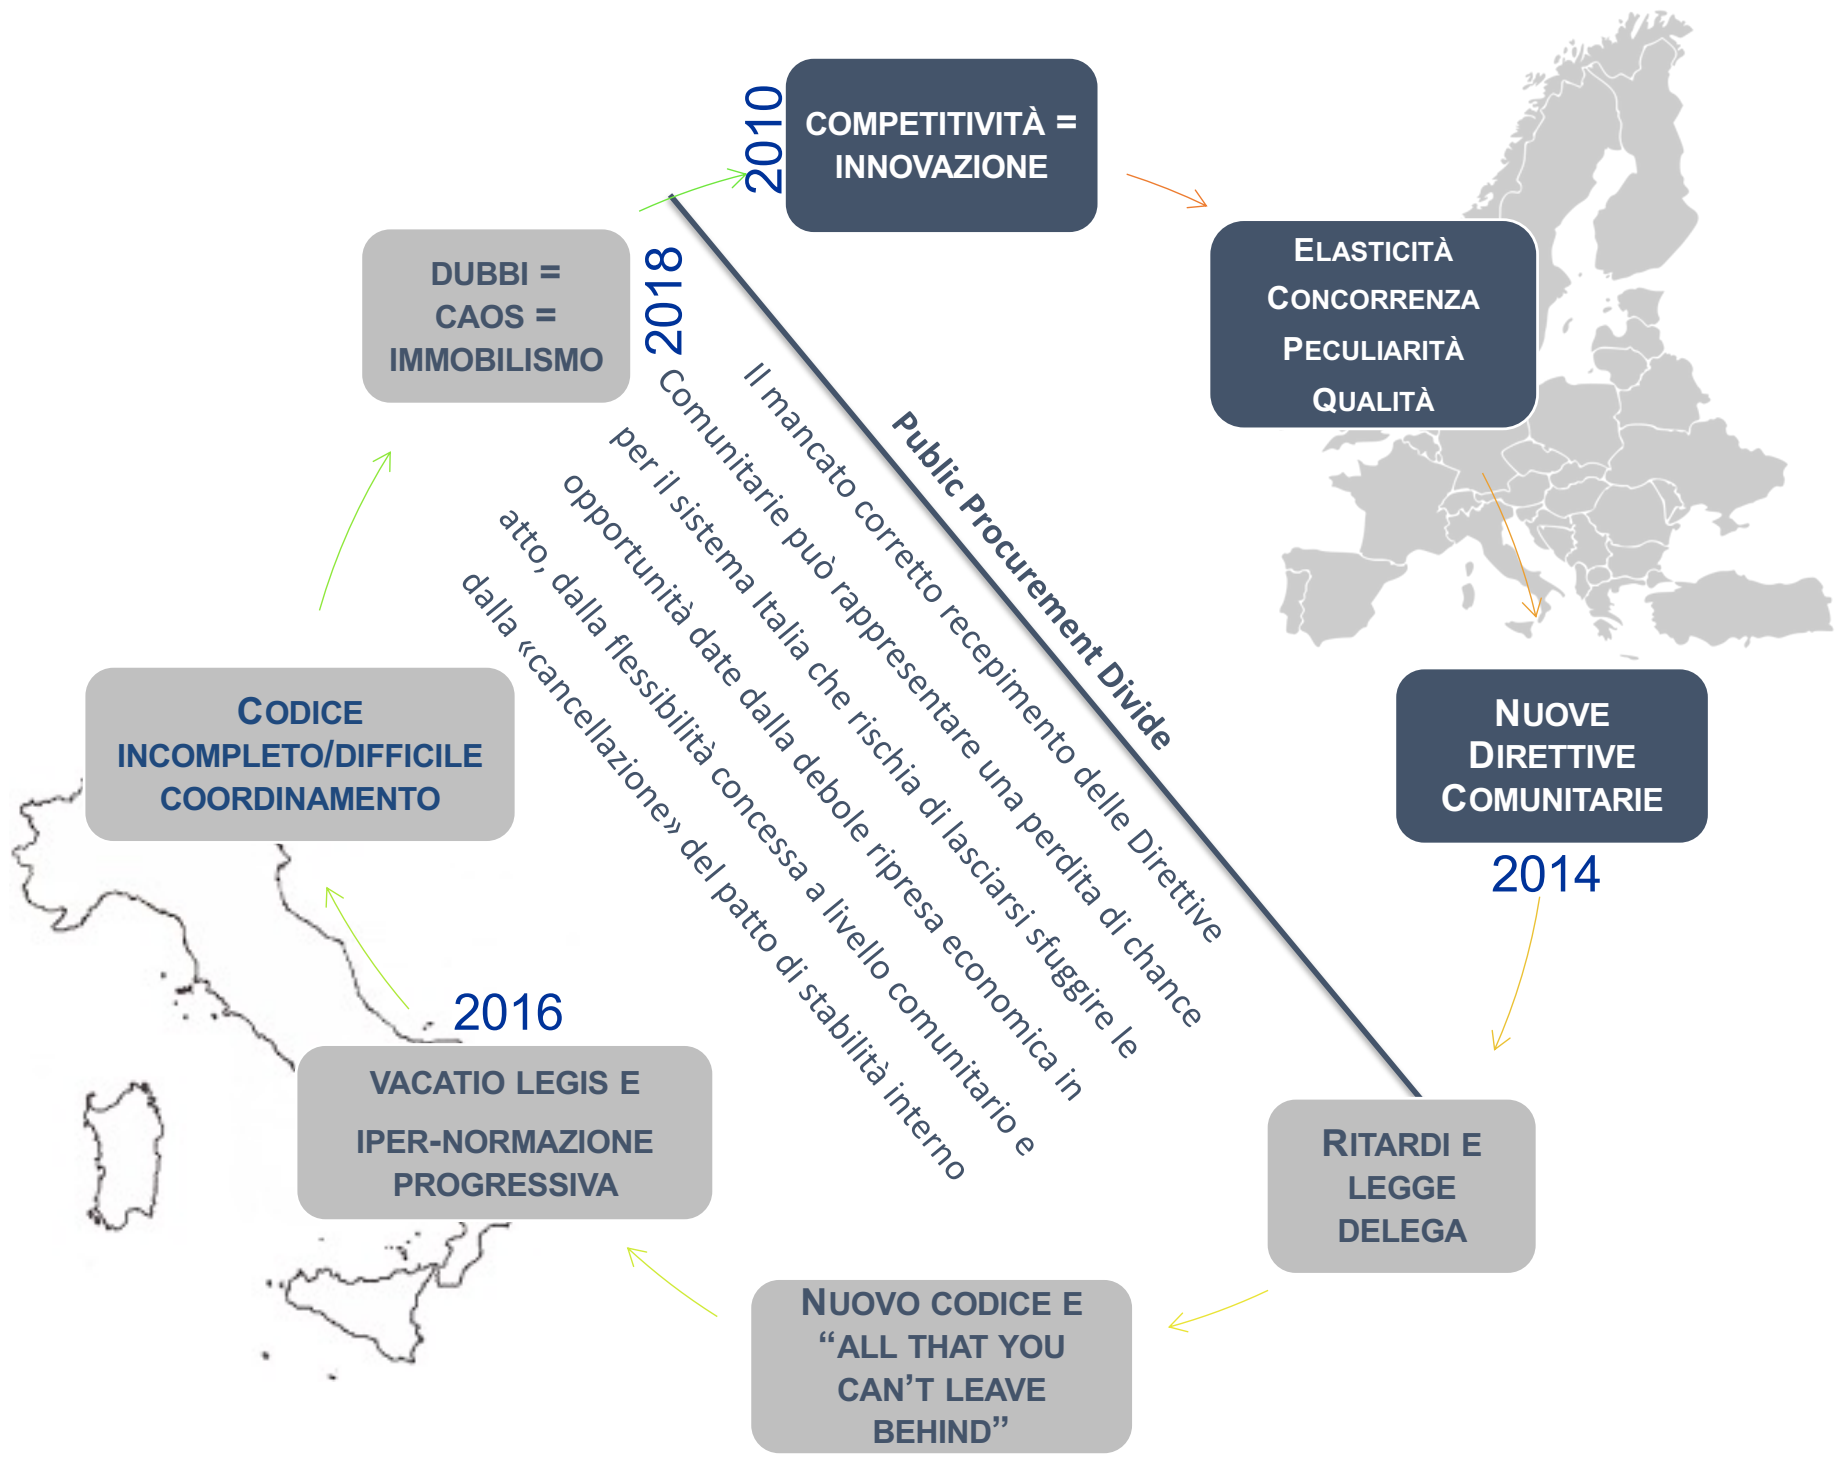 2010
COMPETITIVITÀ =
INNOVAZIONE
ELASTICITÀ
CONCORRENZA
PECULIARITÀ
QUALITÀ
NUOVE
DIRETTIVE
COMUNITARIE
2014
RITARDI E
LEGGE
DELEGA
NUOVO CODICE E
“ALL THAT YOU
CAN’T LEAVE
BEHIND”
2016
VACATIO LEGIS E
IPER-NORMAZIONE
PROGRESSIVA
CODICE
INCOMPLETO/DIFFICILE
COORDINAMENTO
DUBBI =
CAOS =
IMMOBILISMO
2018
Public Procurement Divide
Il mancato corretto recepimento delle Direttive
Comunitarie può rappresentare una perdita di chance
per il sistema Italia che rischia di lasciarsi sfuggire le
opportunità date dalla debole ripresa economica in
atto, dalla flessibilità concessa a livello comunitario e
dalla «cancellazione» del patto di stabilità interno